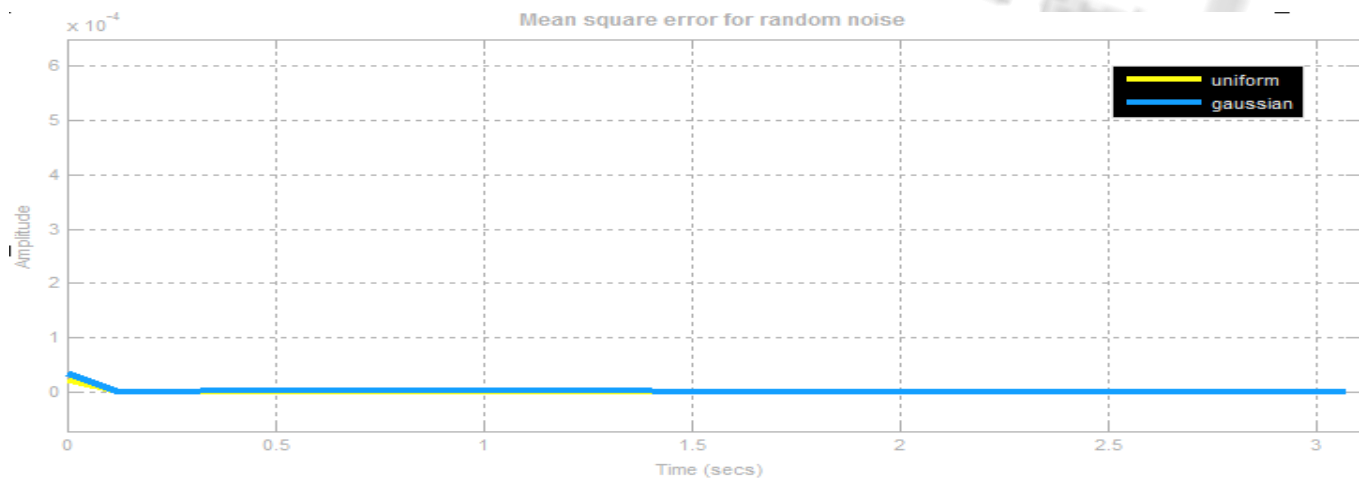 Mean square error for random noise
x 10-4
6
5
4
3
2
1
0
Amplitude
uniform
gaussian
0 0.5 1 1.5 2 2.5 3
Time (secs)